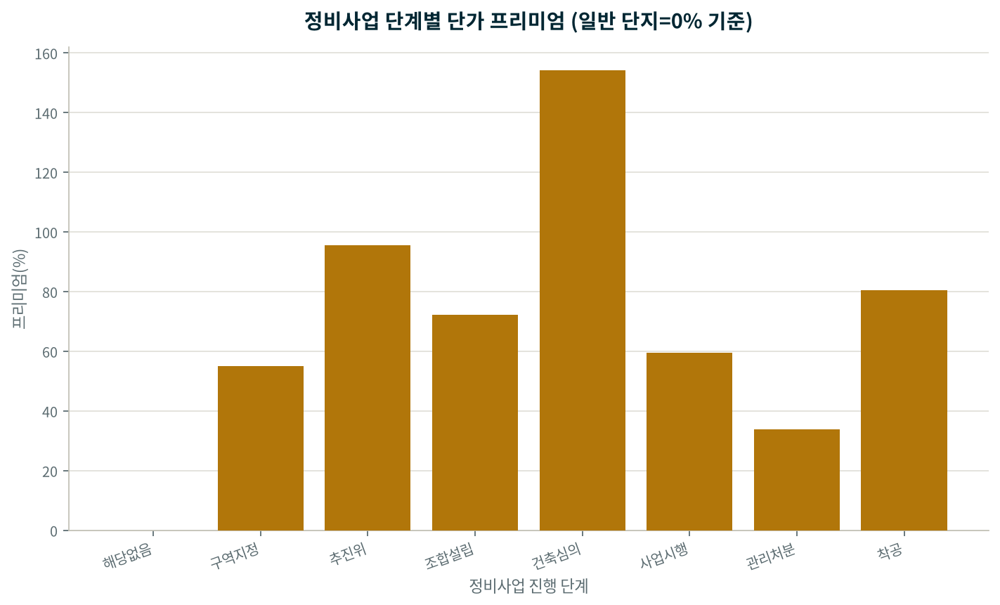 정비사업 단계별 단가 프리미엄 (일반 단지=0% 기준)
프리미엄(%)
160
140
120
100
80
60
40
20
0
해당없음 구역지정 추진위 조합설립 건축심의 사업시행 관리처분 착공
정비사업 진행 단계